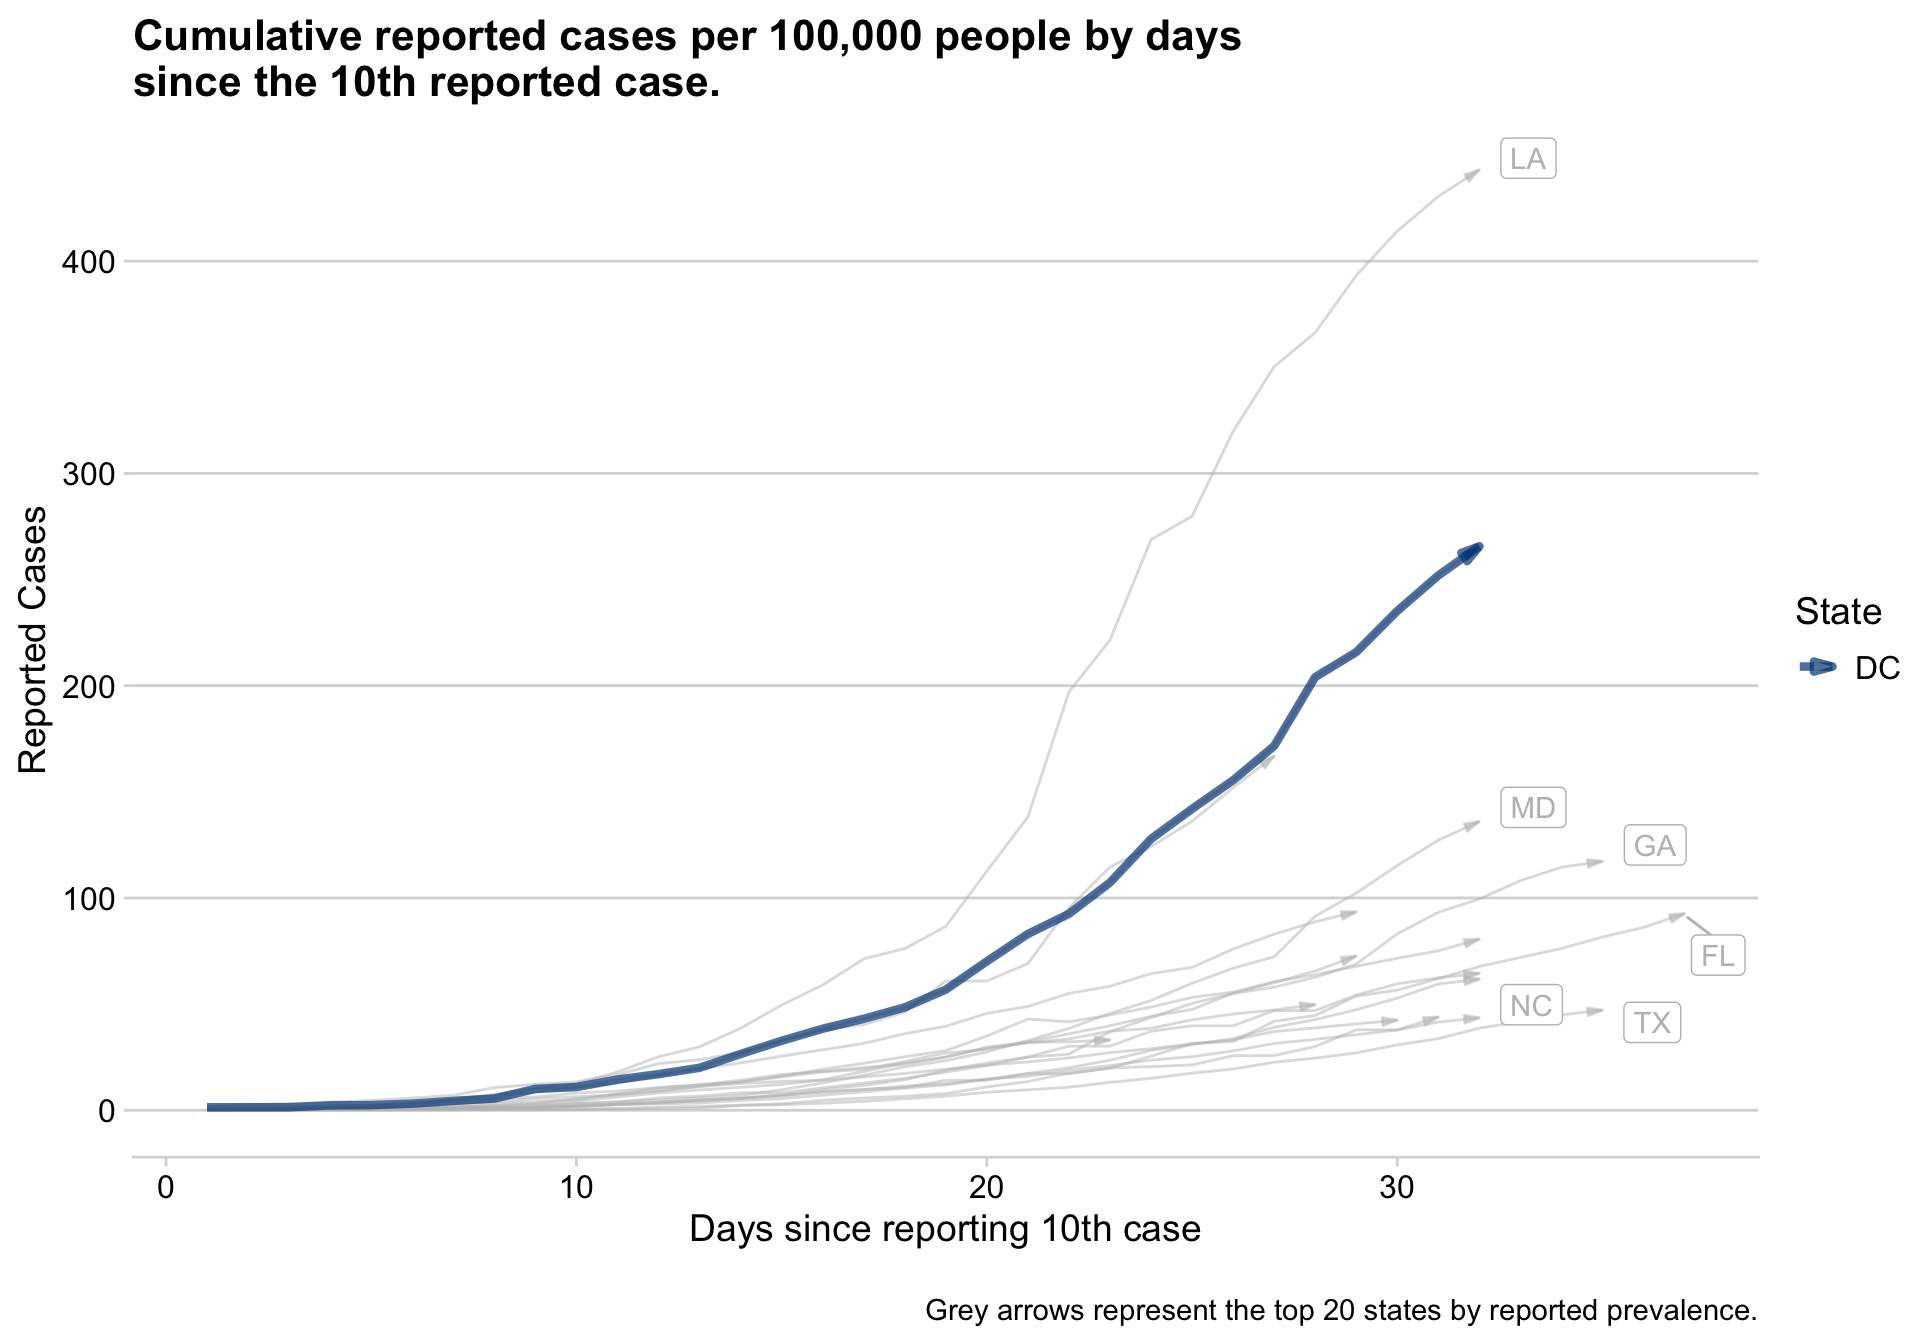 Cumulative reported cases per 100,000 people by days
since the 10th reported case.
LA
400
300
Reported Cases
State
DC
200
MD
GA
100
FL
NC
TX
0
0 10 20 30
Days since reporting 10th case
Grey arrows represent the top 20 states by reported prevalence.